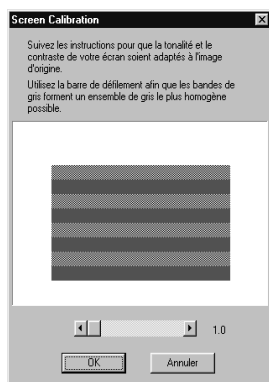 Screen Calibration
Suivez les instructions pour que la tonalité et le
contraste de votre écran soient adaptés à l'image
d'origine.
Utilisez la barre de défilement afin que les bandes de
gris forment un ensemble de gris le plus homogène
possible.
1.0
OK
Annuler